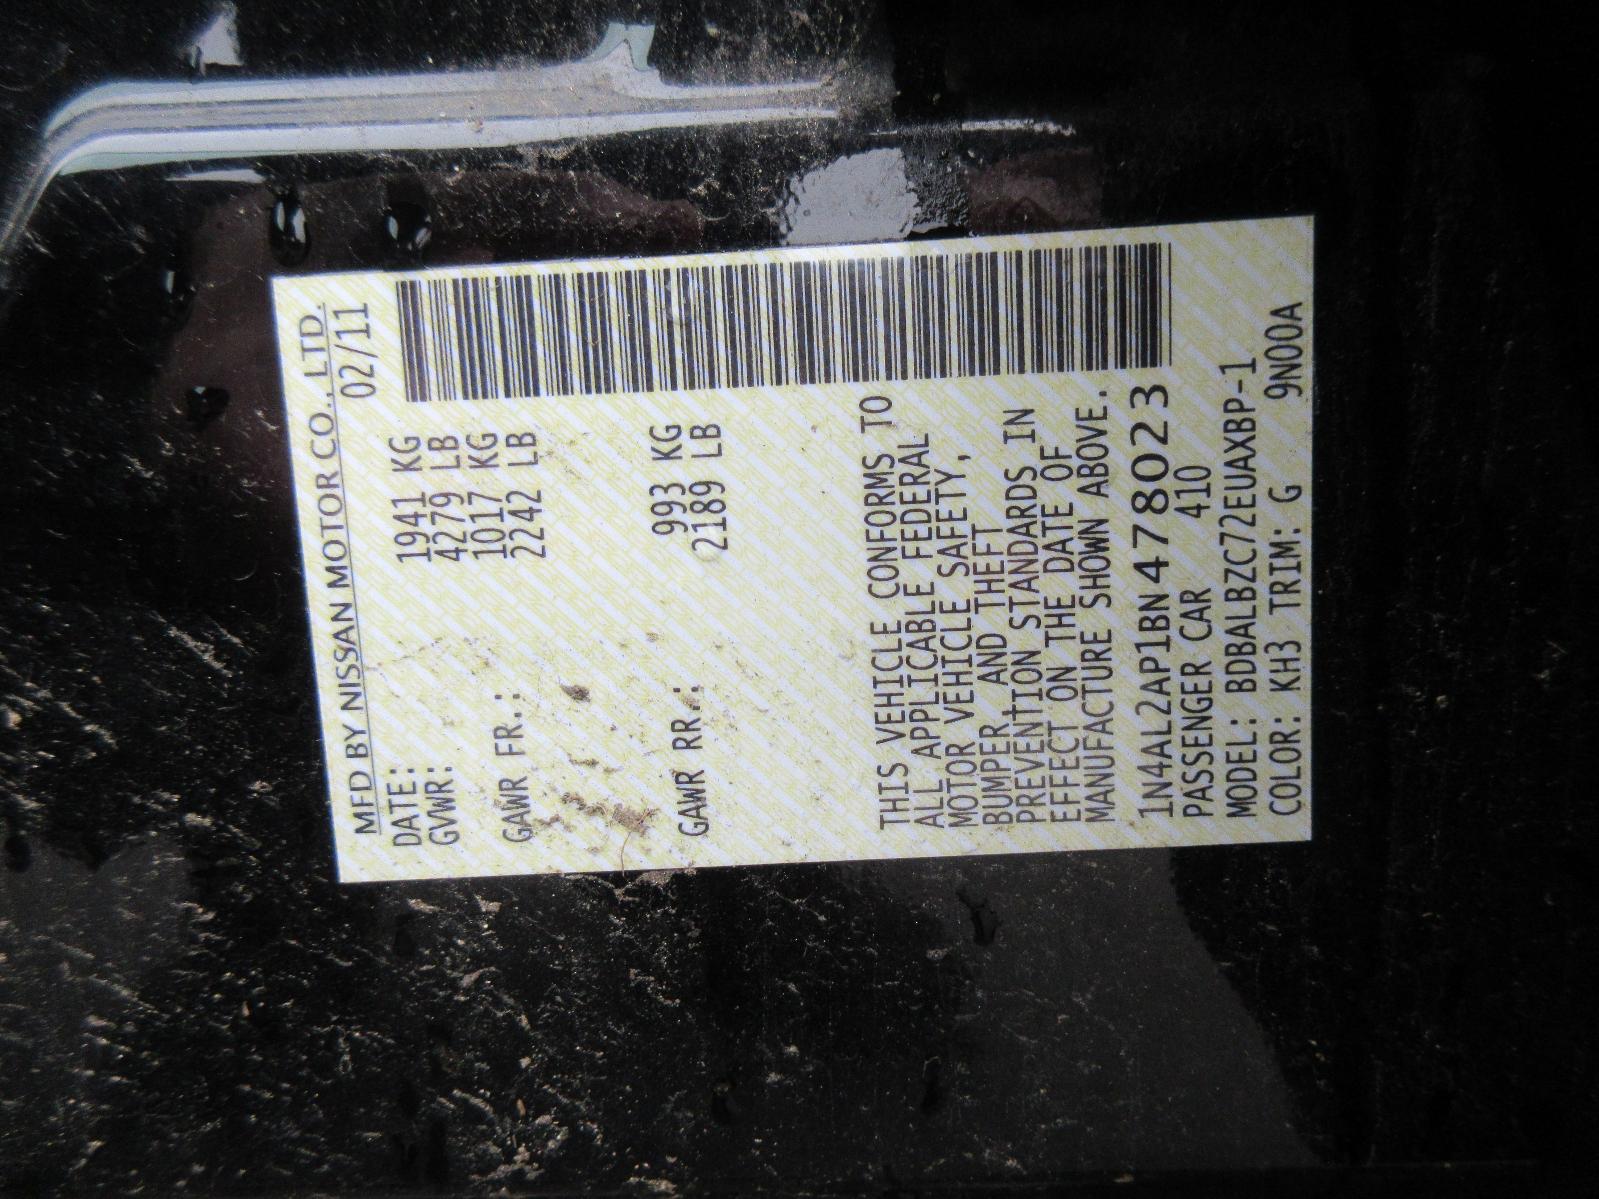 MFD BY NISSAN MOTOR CO., LTD.
DATE: 02/11
GVWR: 1941 KG
4279 LB
GAWR FR.: 1017 KG
2242 LB
GAWR RR.: 993 KG
2189 LB
THIS VEHICLE CONFORMS TO
ALL APPLICABLE FEDERAL
MOTOR VEHICLE SAFETY,
BUMPER, AND THEFT
PREVENTION STANDARDS IN
EFFECT ON THE DATE OF
MANUFACTURE SHOWN ABOVE.
1N4AL2AP1BN478023
PASSENGER CAR 410
MODEL: BDBALBZC72EUAXBP-1
COLOR: KH3 TRIM: G 9N00A